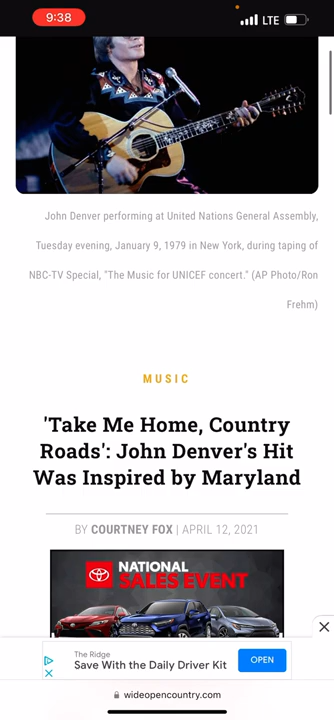 9:38
LTE
John Denver performing at United Nations General Assembly,
Tuesday evening, January 9, 1979 in New York, during taping of
NBC-TV Special, "The Music for UNICEF concert." (AP Photo/Ron
Frehm)
MUSIC
'Take Me Home, Country
Roads': John Denver's Hit
Was Inspired by Maryland
BY COURTNEY FOX | APRIL 12, 2021
TOYOTA
NATIONAL
SALES EVENT
The Ridge
Save With the Daily Driver Kit
OPEN
wideopencountry.com